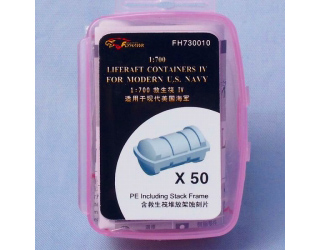 FH730010
1:700
LIFERAFT CONTAINERS IV
FOR MODERN U.S. NAVY
1:700 救生筏 IV
适用于现代美国海军
X 50
PE Including Stack Frame
含救生筏堆放架蚀刻片